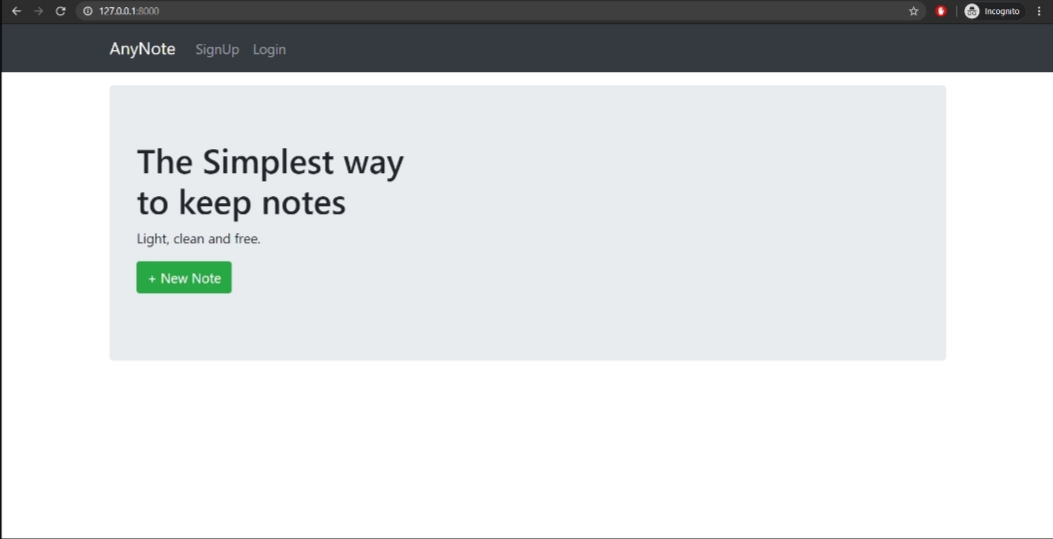 127.0.0.1:8000
Incognito
AnyNote SignUp Login
The Simplest way
to keep notes
Light, clean and free.
+ New Note